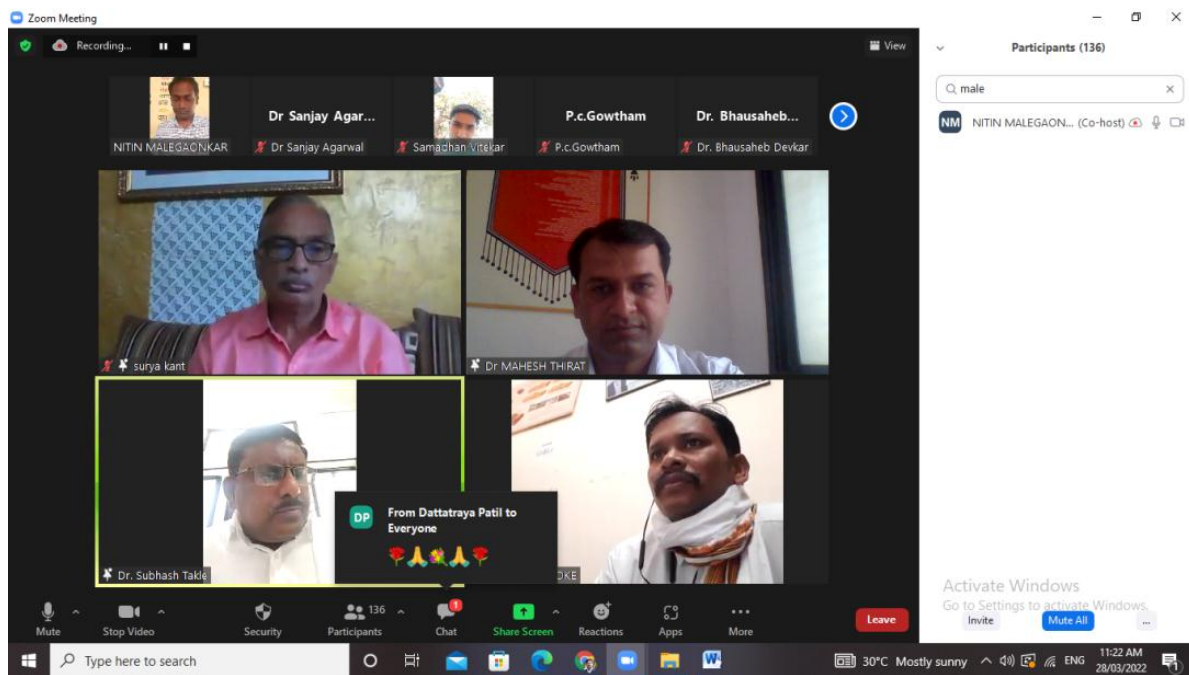 Zoom Meeting
Recording...
View
Participants (136)
male
NM NITIN MALEGAON... (Co-host)
Dr Sanjay Agar...
P.c.Gowtham
Dr. Bhausaheb...
NITIN MALEGAONKAR
Dr Sanjay Agarwal
Samadhan Vitekar
P.c.Gowtham
Dr. Bhausaheb Devkar
surya kant
Dr MAHESH THIRAT
DP From Dattatraya Patil to
Everyone
Dr. Subhash Takle
OKE
Activate Windows
Go to Settings to activate Windows.
Mute
Stop Video
Security
136
Participants
1
Chat
Share Screen
Reactions
Apps
More
Leave
Invite
Mute All
...
Type here to search
30°C Mostly sunny
ENG
11:22 AM
28/03/2022
1